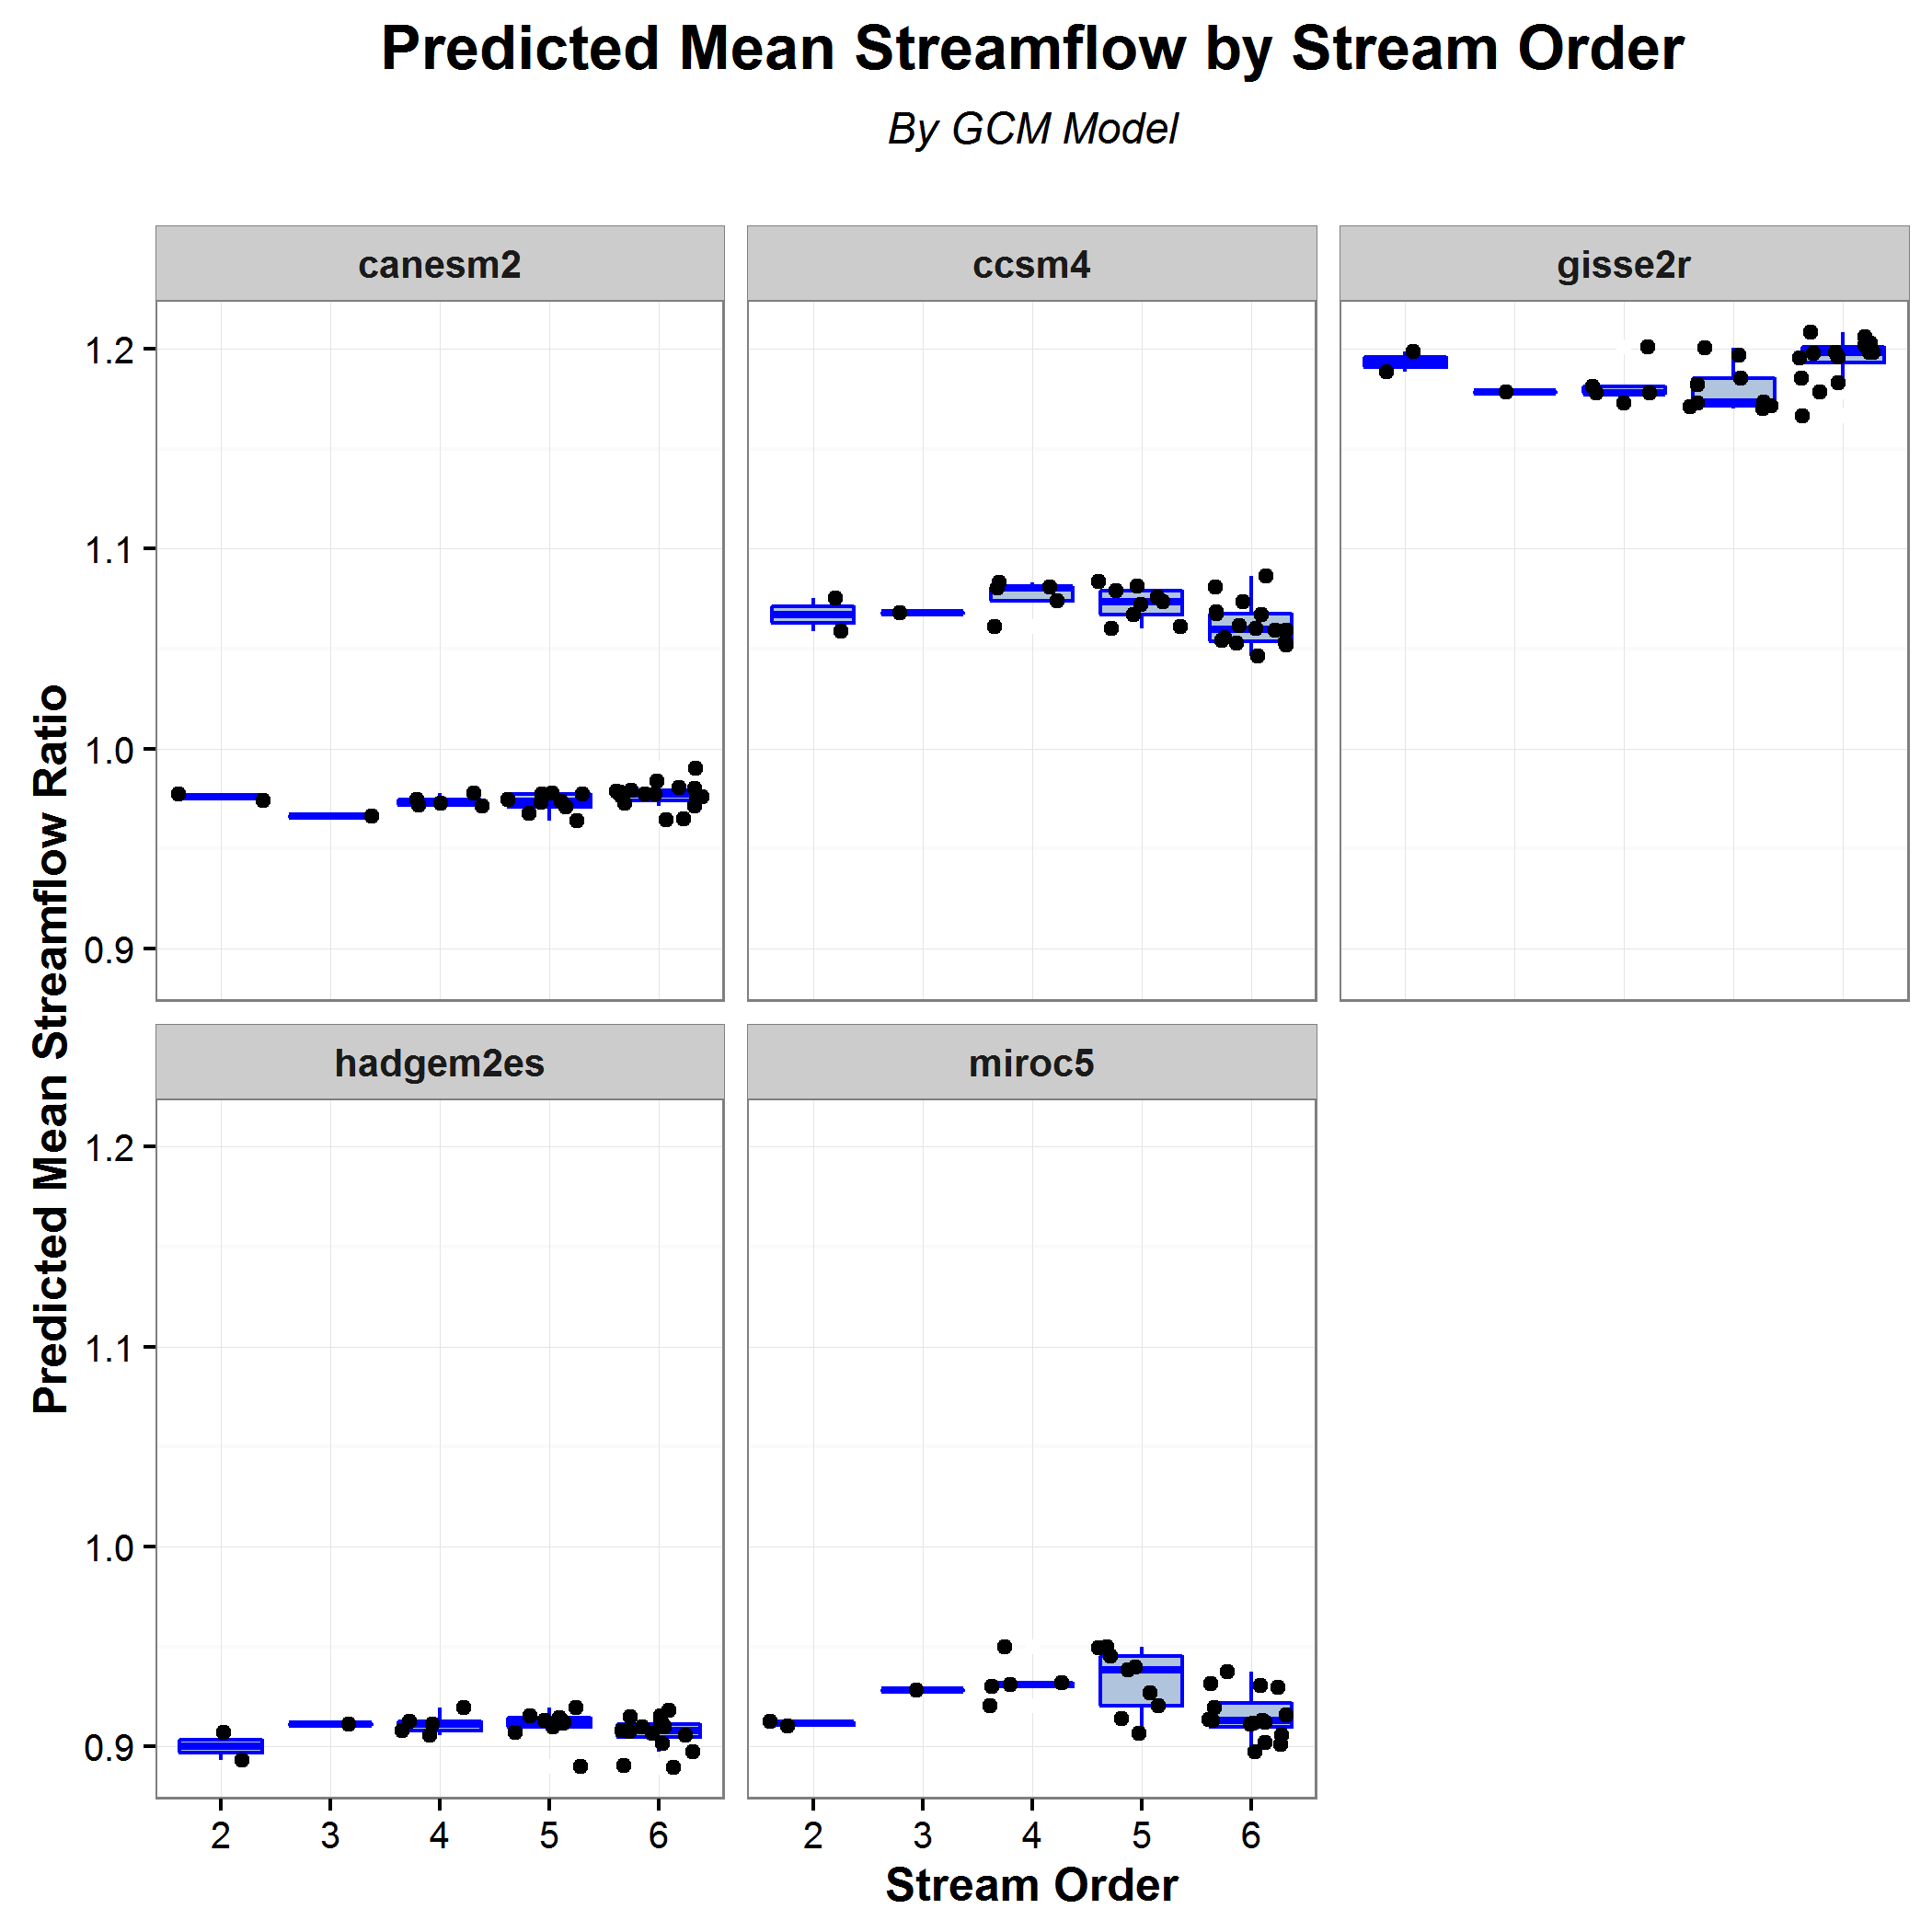 Predicted Mean Streamflow by Stream Order
By GCM Model
canesm2
ccsm4
gisse2r
1.2
1.1
1.0
0.9
Predicted Mean Streamflow Ratio
hadgem2es
miroc5
1.2
1.1
1.0
0.9
2 3 4 5 6
2 3 4 5 6
Stream Order